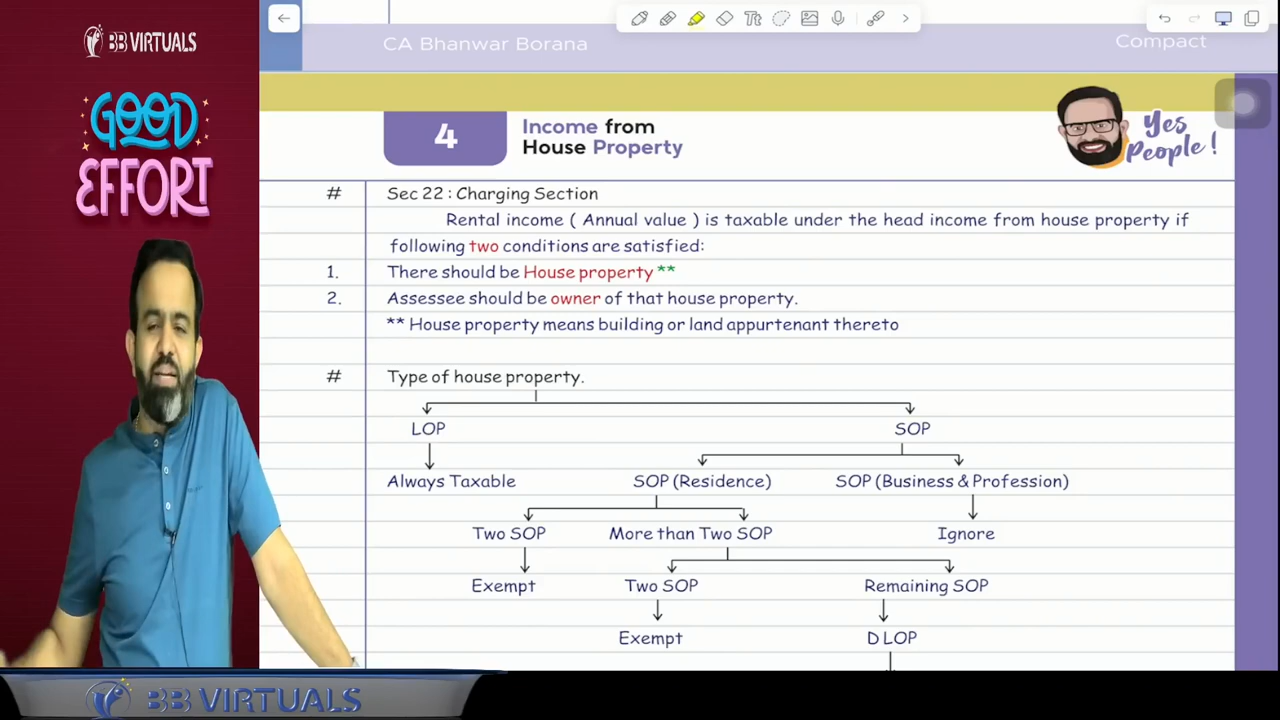 BB VIRTUALS
GOOD
EFFORT
CA Bhanwar Borana
Compact
4
Income from
House Property
Yes
People !
# Sec 22 : Charging Section
Rental income ( Annual value ) is taxable under the head income from house property if
following two conditions are satisfied:
1. There should be House property **
2. Assessee should be owner of that house property.
** House property means building or land appurtenant thereto
# Type of house property.
LOP SOP
Always Taxable SOP (Residence) SOP (Business & Profession)
Two SOP More than Two SOP Ignore
Exempt Two SOP Remaining SOP
Exempt D LOP
BB VIRTUALS